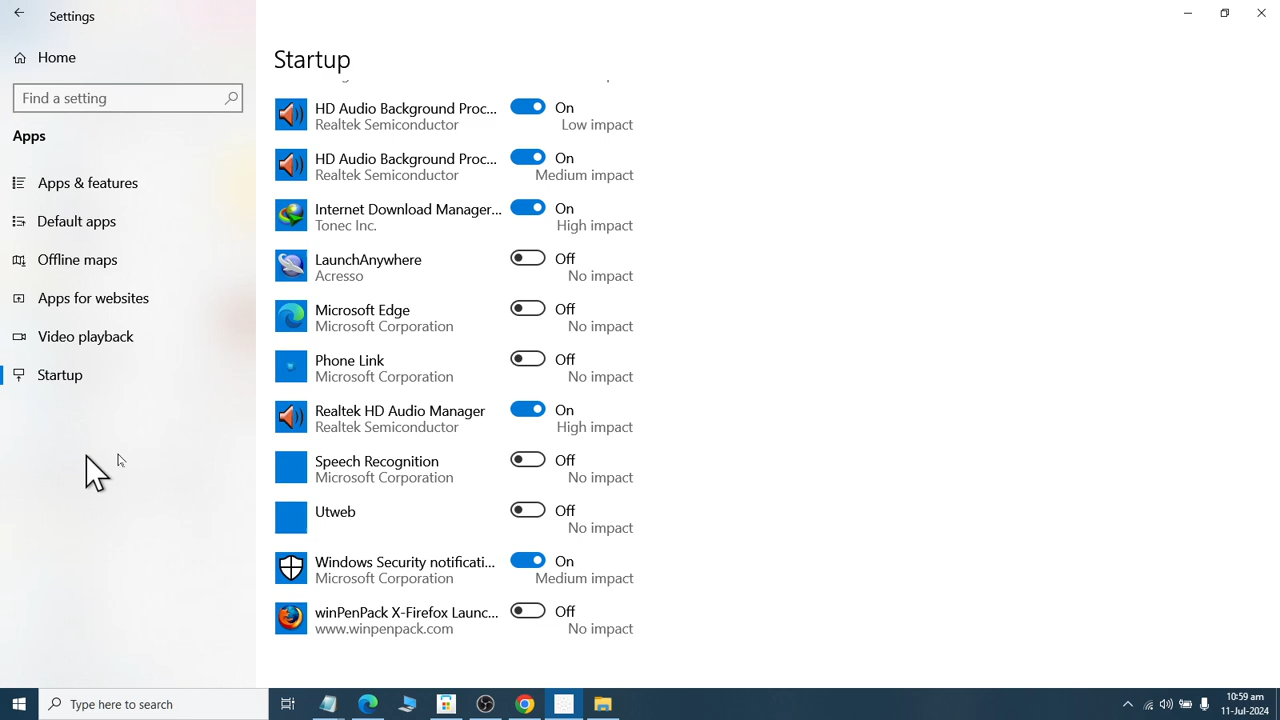 Settings
Home
Find a setting
Apps
Apps & features
Default apps
Offline maps
Apps for websites
Video playback
Startup
Startup
HD Audio Background Proc... On
Realtek Semiconductor Low impact
HD Audio Background Proc... On
Realtek Semiconductor Medium impact
Internet Download Manager... On
Tonec Inc. High impact
LaunchAnywhere Off
Acresso No impact
Microsoft Edge Off
Microsoft Corporation No impact
Phone Link Off
Microsoft Corporation No impact
Realtek HD Audio Manager On
Realtek Semiconductor High impact
Speech Recognition Off
Microsoft Corporation No impact
Utweb Off
No impact
Windows Security notificati... On
Microsoft Corporation Medium impact
winPenPack X-Firefox Launc... Off
www.winpenpack.com No impact
Type here to search
10:59 am
11-Jul-2024